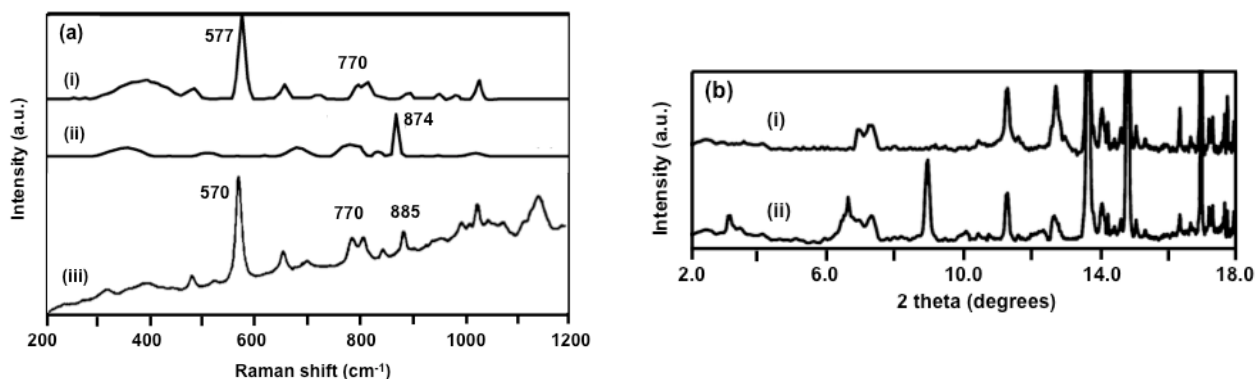 (a)
577
770
(i)
874
(ii)
570
770
885
(iii)
Intensity (a.u.)
200 400 600 800 1000 1200
Raman shift (cm⁻¹)
(b)
(i)
(ii)
Intensity (a.u.)
2.0 6.0 10.0 14.0 18.0
2 theta (degrees)